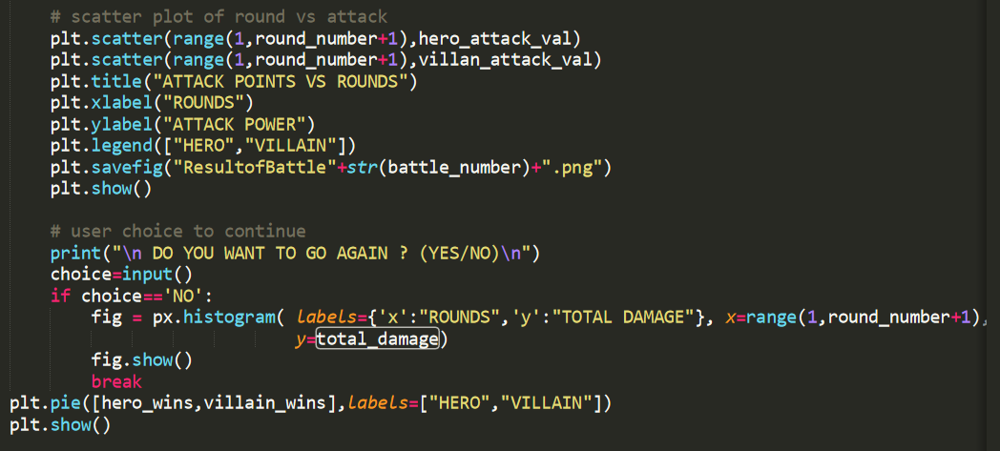 # scatter plot of round vs attack
plt.scatter(range(1,round_number+1),hero_attack_val)
plt.scatter(range(1,round_number+1),villan_attack_val)
plt.title("ATTACK POINTS VS ROUNDS")
plt.xlabel("ROUNDS")
plt.ylabel("ATTACK POWER")
plt.legend(["HERO","VILLAIN"])
plt.savefig("ResultofBattle"+str(battle_number)+".png")
plt.show()
# user choice to continue
print("\n DO YOU WANT TO GO AGAIN ? (YES/NO)\n")
choice=input()
if choice=='NO':
fig = px.histogram( labels={'x':"ROUNDS",'y':"TOTAL DAMAGE"}, x=range(1,round_number+1),
y=total_damage)
fig.show()
break
plt.pie([hero_wins,villain_wins],labels=["HERO","VILLAIN"])
plt.show()